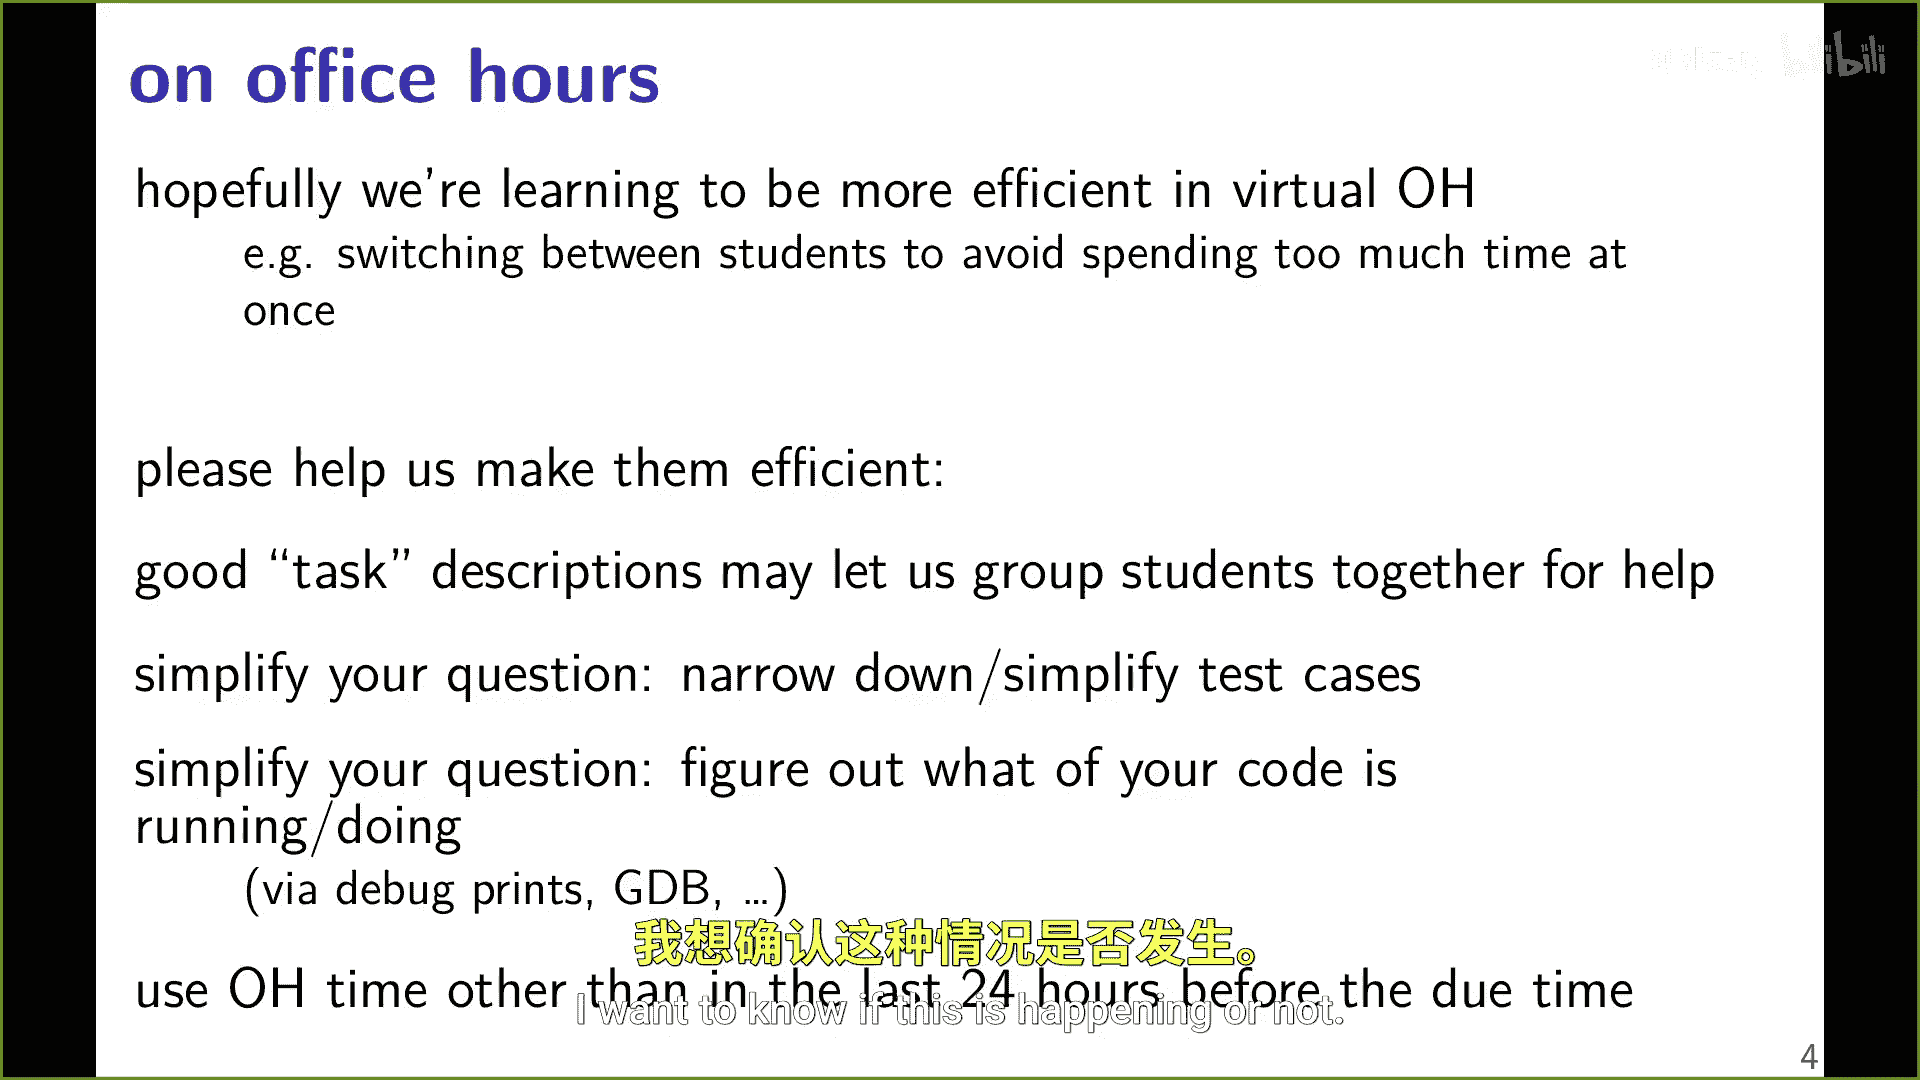 on office hours
bilibili
hopefully we're learning to be more efficient in virtual OH
e.g. switching between students to avoid spending too much time at
once
please help us make them efficient:
good “task” descriptions may let us group students together for help
simplify your question: narrow down/simplify test cases
simplify your question: figure out what of your code is
running/doing
(via debug prints, GDB, …)
我想确认这种情况是否发生。
use OH time other than in the last 24 hours before the due time
I want to know if this is happening or not.
4